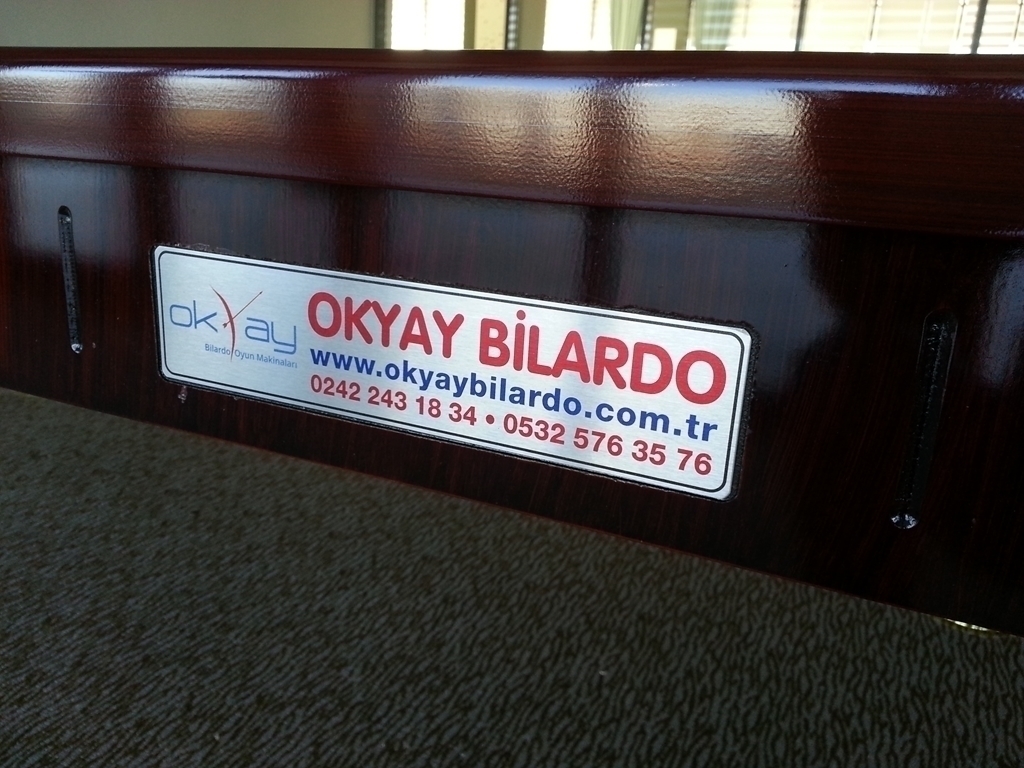 okyay
Bilardo Oyun Makinaları
OKYAY BİLARDO
www.okyaybilardo.com.tr
0242 243 18 34 • 0532 576 35 76